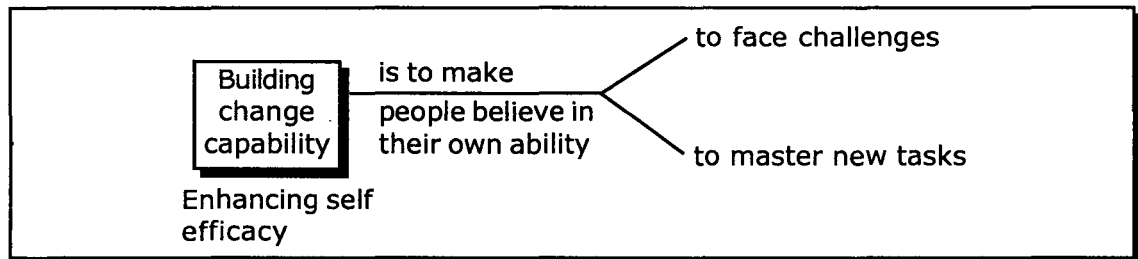 Building
change
capability
Enhancing self
efficacy
is to make
people believe in
their own ability
to face challenges
to master new tasks